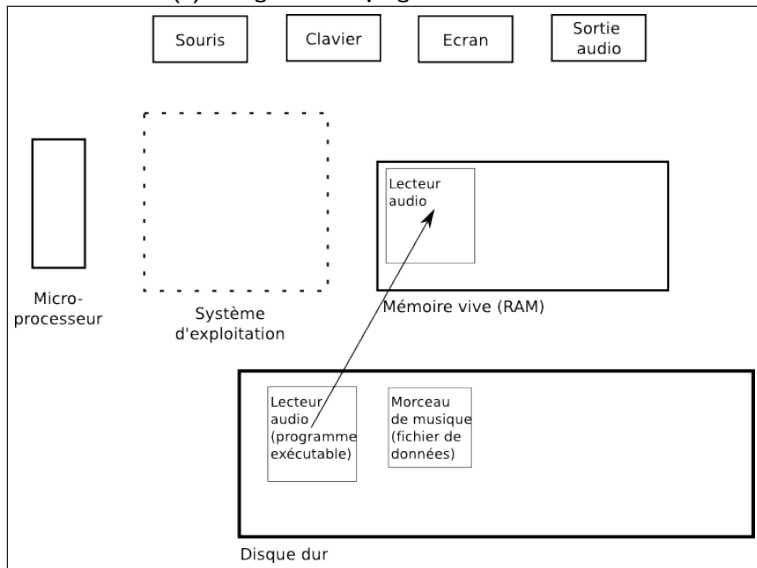 Souris
Clavier
Ecran
Sortie
audio
Lecteur
audio
Micro-
processeur
Système
d'exploitation
Mémoire vive (RAM)
Lecteur
audio
(programme
exécutable)
Morceau
de musique
(fichier de
données)
Disque dur